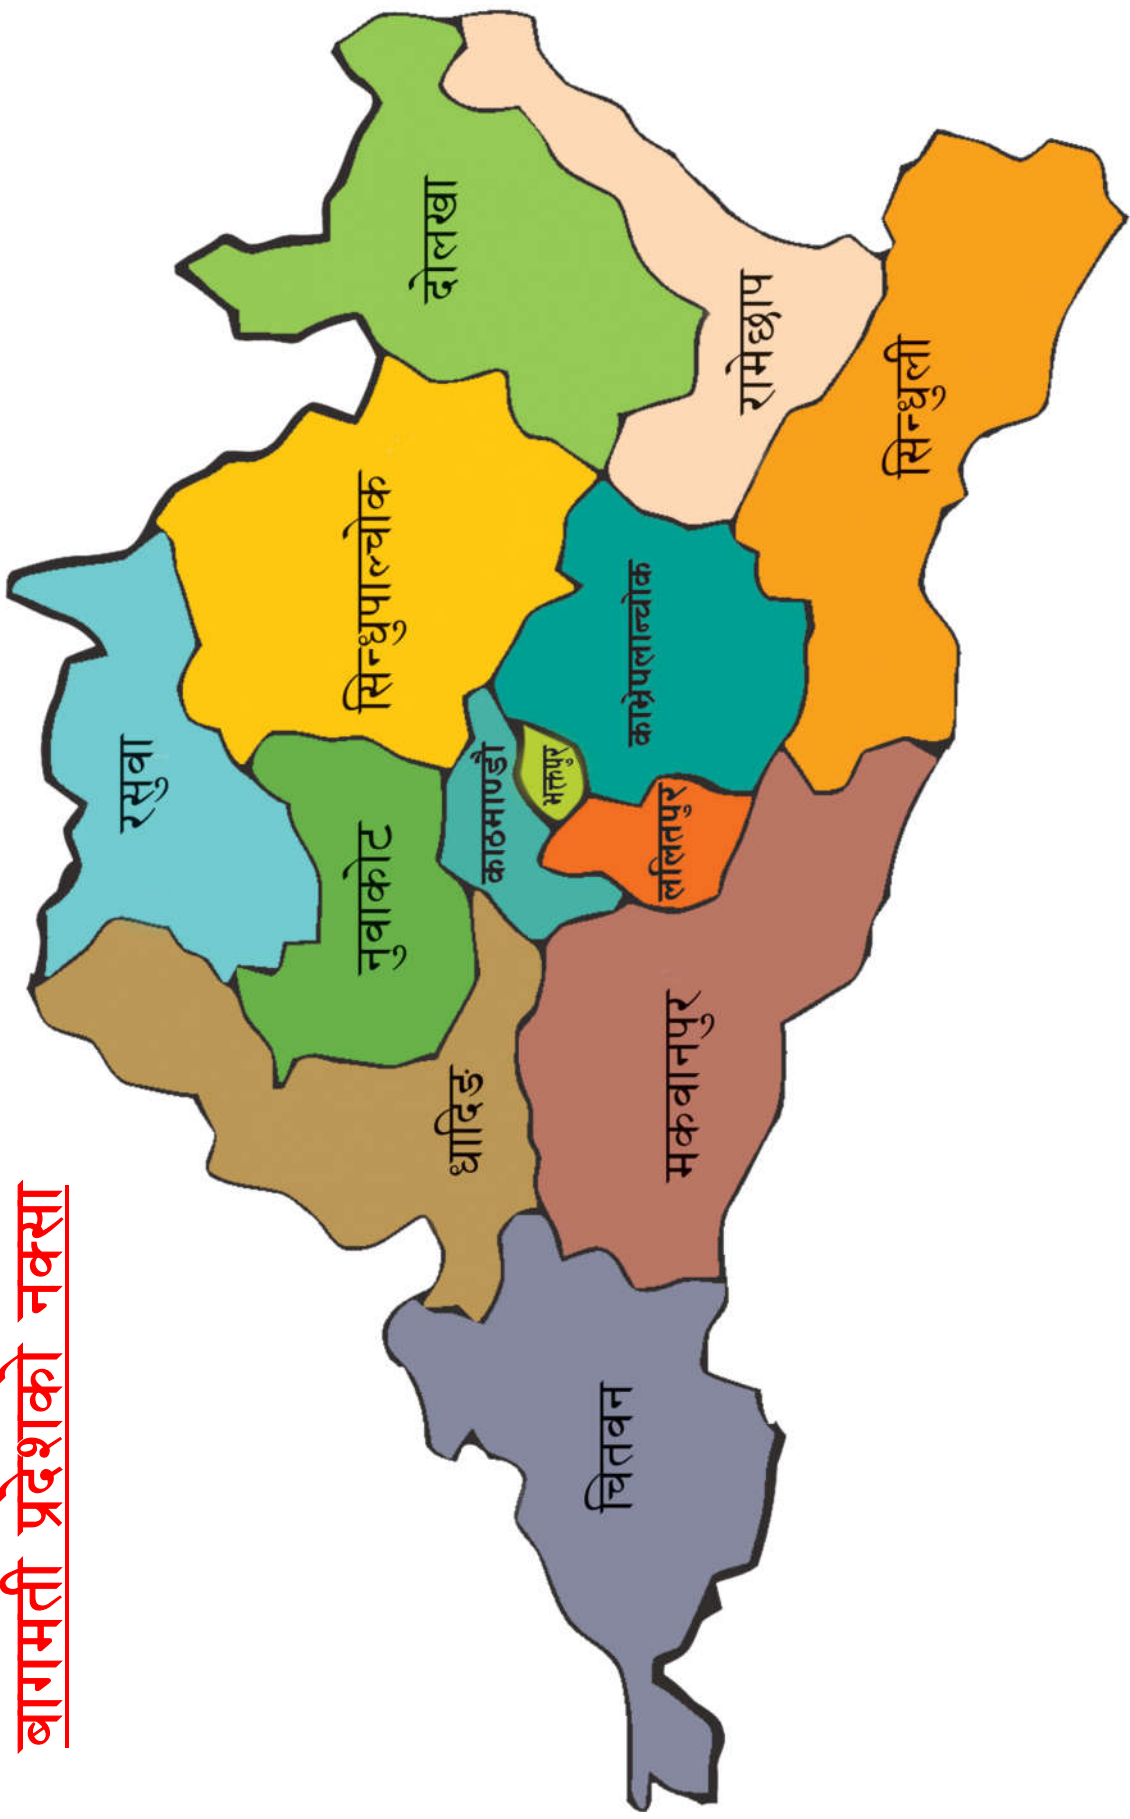 बागमती प्रदेशको नक्सा
रसुवा
नुवाकोट
सिन्धुपाल्चोक
दोलखा
धादिङ
काठमाण्डौ
भक्तपुर
काभ्रेपलान्चोक
ललितपुर
रामेछाप
सिन्धुली
मकवानपुर
चितवन